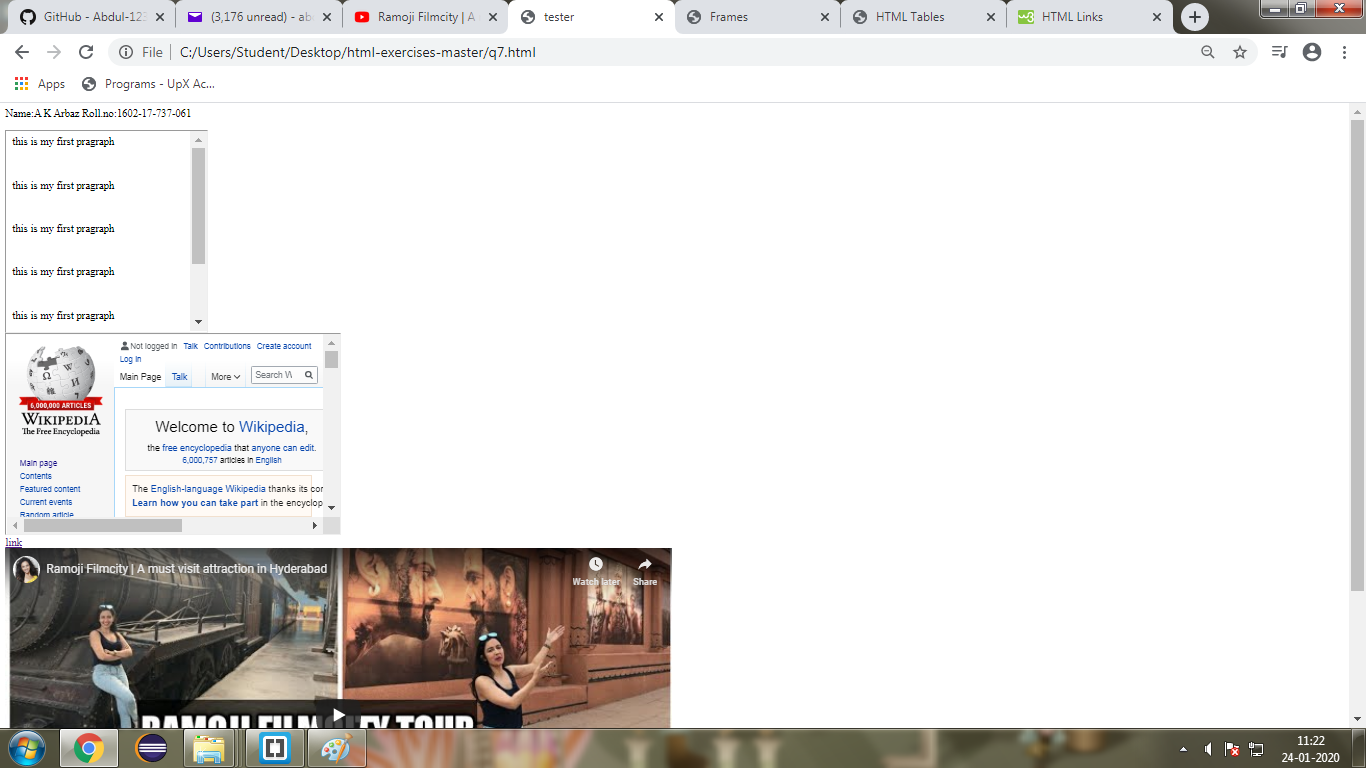 GitHub - Abdul-123
(3,176 unread) - abd
Ramoji Filmcity | A
tester
Frames
HTML Tables
HTML Links
File
C:/Users/Student/Desktop/html-exercises-master/q7.html
Apps
Programs - UpX Ac...
Name:A K Arbaz Roll.no:1602-17-737-061
this is my first pragraph
this is my first pragraph
this is my first pragraph
this is my first pragraph
this is my first pragraph
Not logged in Talk Contributions Create account
Log in
Main Page Talk More Search W
6,000,000 ARTICLES
WIKIPEDIA
The Free Encyclopedia
Welcome to Wikipedia,
the free encyclopedia that anyone can edit.
6,000,757 articles in English
Main page
Contents
Featured content
Current events
Random article
The English-language Wikipedia thanks its cor
Learn how you can take part in the encyclop
link
Ramoji Filmcity | A must visit attraction in Hyderabad
Watch later Share
RAMOJI FILMCITY TOUR
11:22
24-01-2020